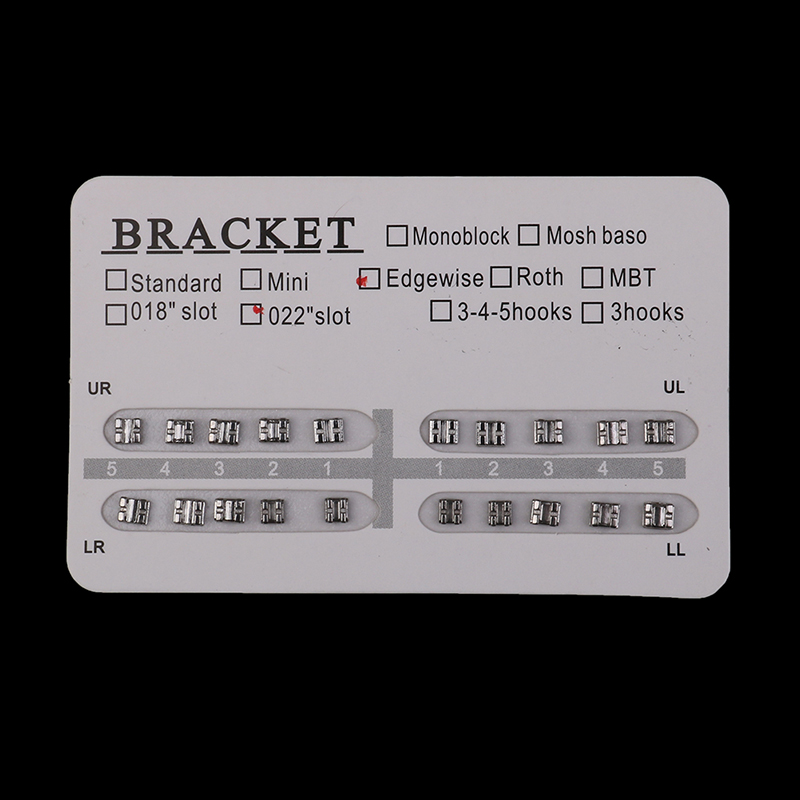 BRACKET
Monoblock Mosh baso
Standard Mini Edgewise Roth MBT
018" slot 022"slot 3-4-5hooks 3hooks
UR UL
5 4 3 2 1 1 2 3 4 5
LR LL